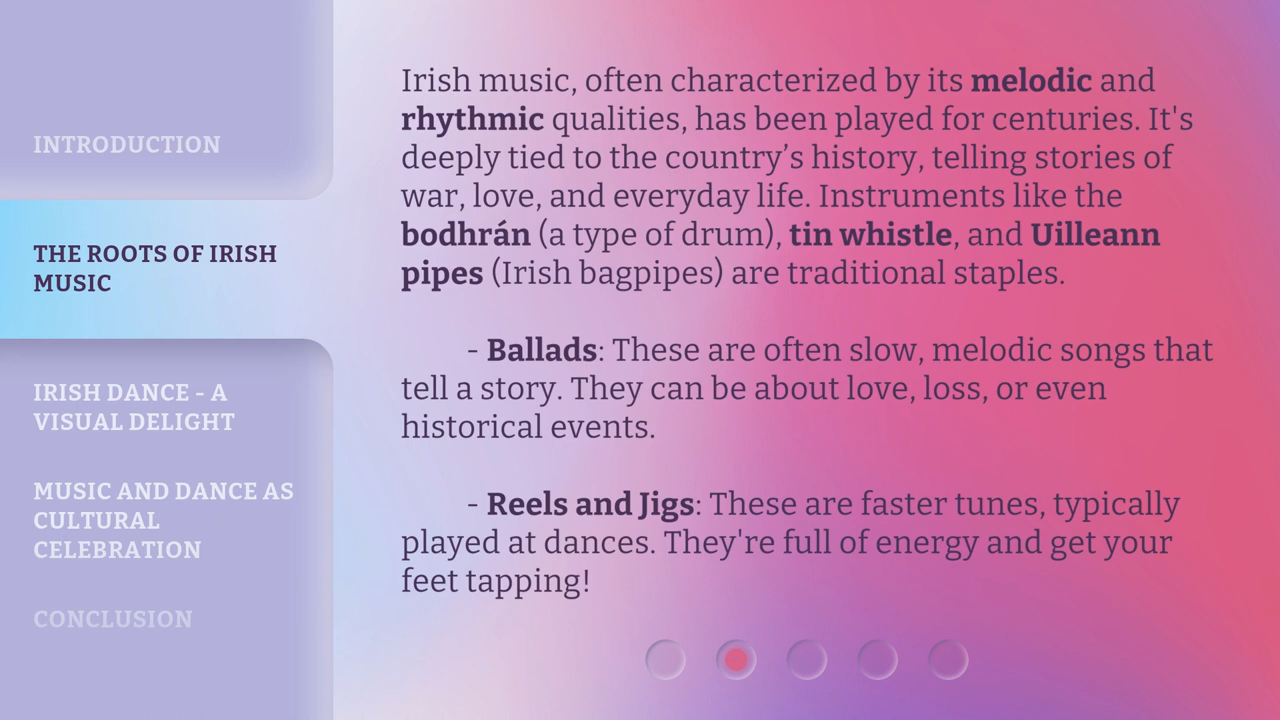 INTRODUCTION
THE ROOTS OF IRISH
MUSIC
IRISH DANCE - A
VISUAL DELIGHT
MUSIC AND DANCE AS
CULTURAL
CELEBRATION
CONCLUSION
Irish music, often characterized by its melodic and
rhythmic qualities, has been played for centuries. It's
deeply tied to the country’s history, telling stories of
war, love, and everyday life. Instruments like the
bodhrán (a type of drum), tin whistle, and Uilleann
pipes (Irish bagpipes) are traditional staples.
- Ballads: These are often slow, melodic songs that
tell a story. They can be about love, loss, or even
historical events.
- Reels and Jigs: These are faster tunes, typically
played at dances. They're full of energy and get your
feet tapping!